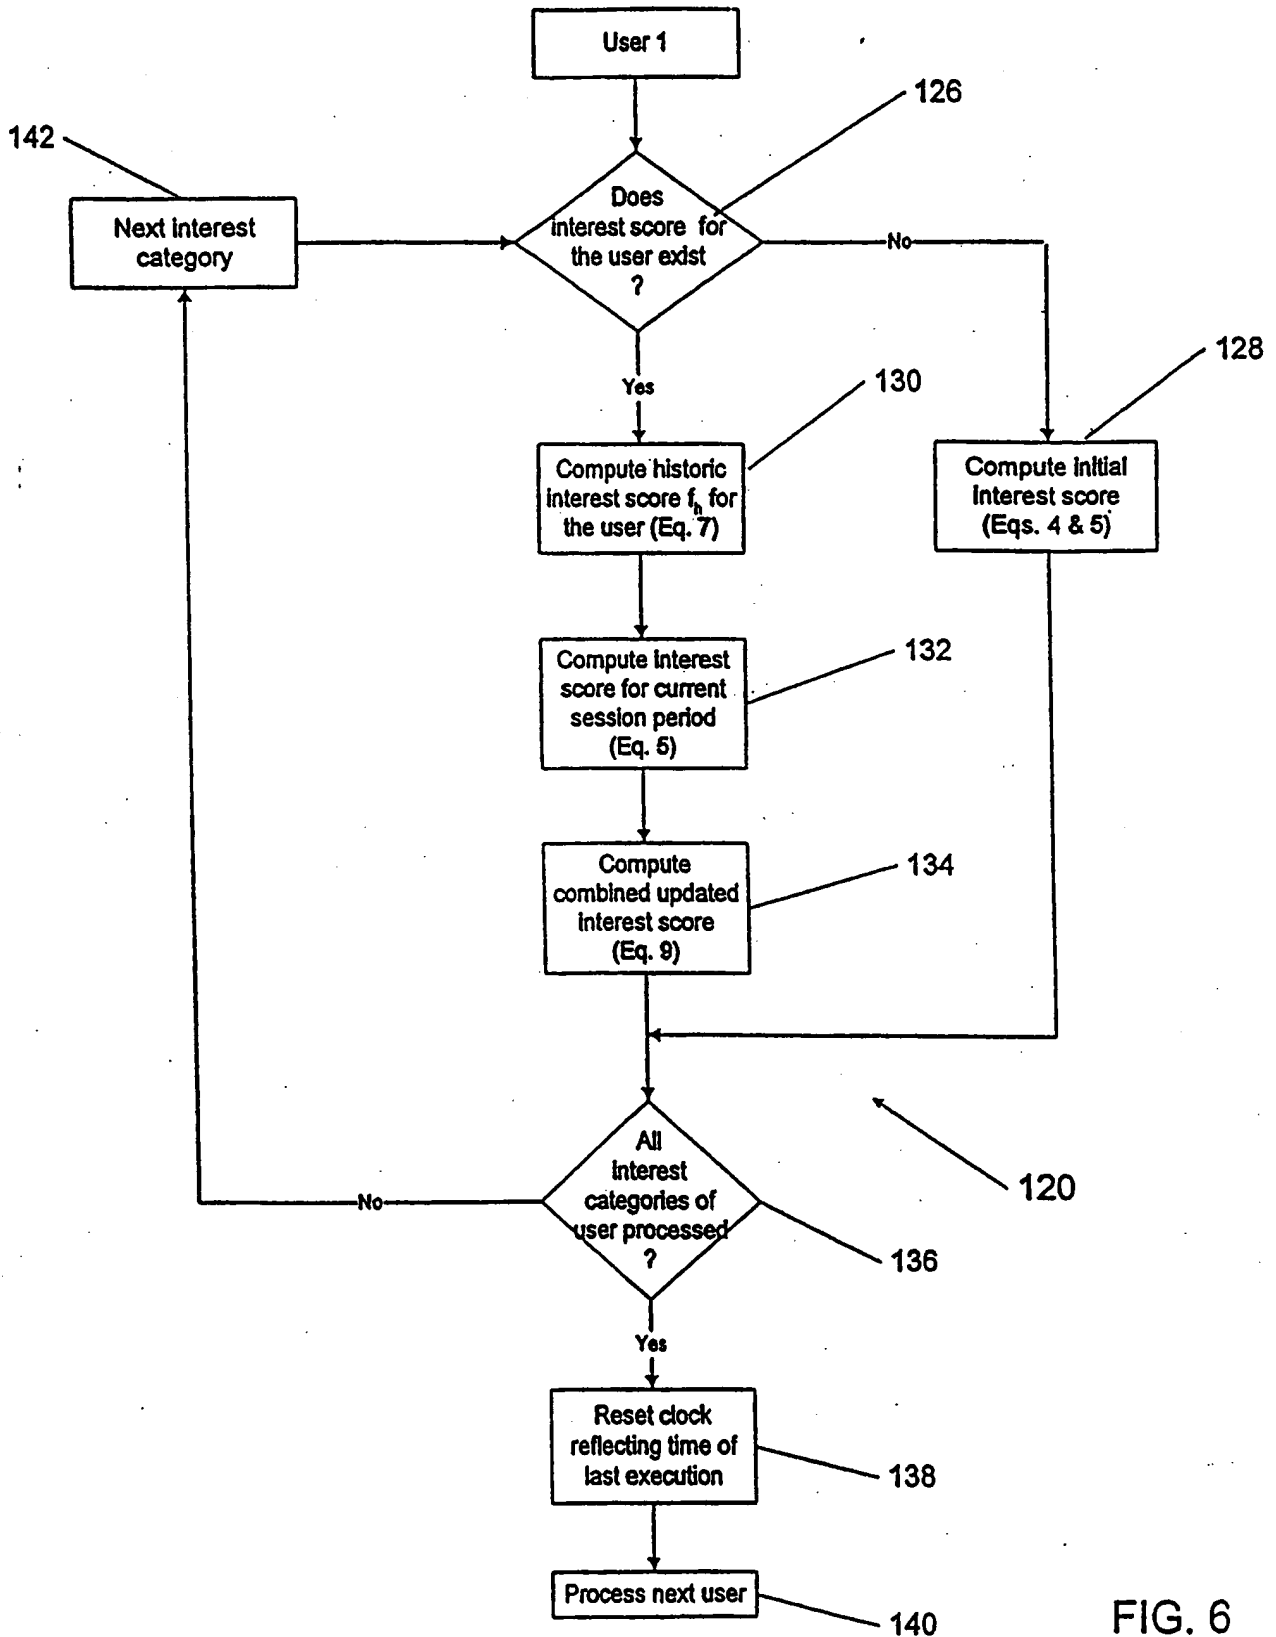 User 1
126
142
Does
interest score for
the user exist
?
Next interest
category
No
128
Yes
130
Compute historic
interest score fh for
the user (Eq. 7)
Compute initial
interest score
(Eqs. 4 & 5)
Compute interest
score for current
session period
(Eq. 5)
132
Compute
combined updated
interest score
(Eq. 9)
134
All
interest
categories of
user processed
?
120
No
136
Yes
Reset clock
reflecting time of
last execution
138
Process next user
140
FIG. 6